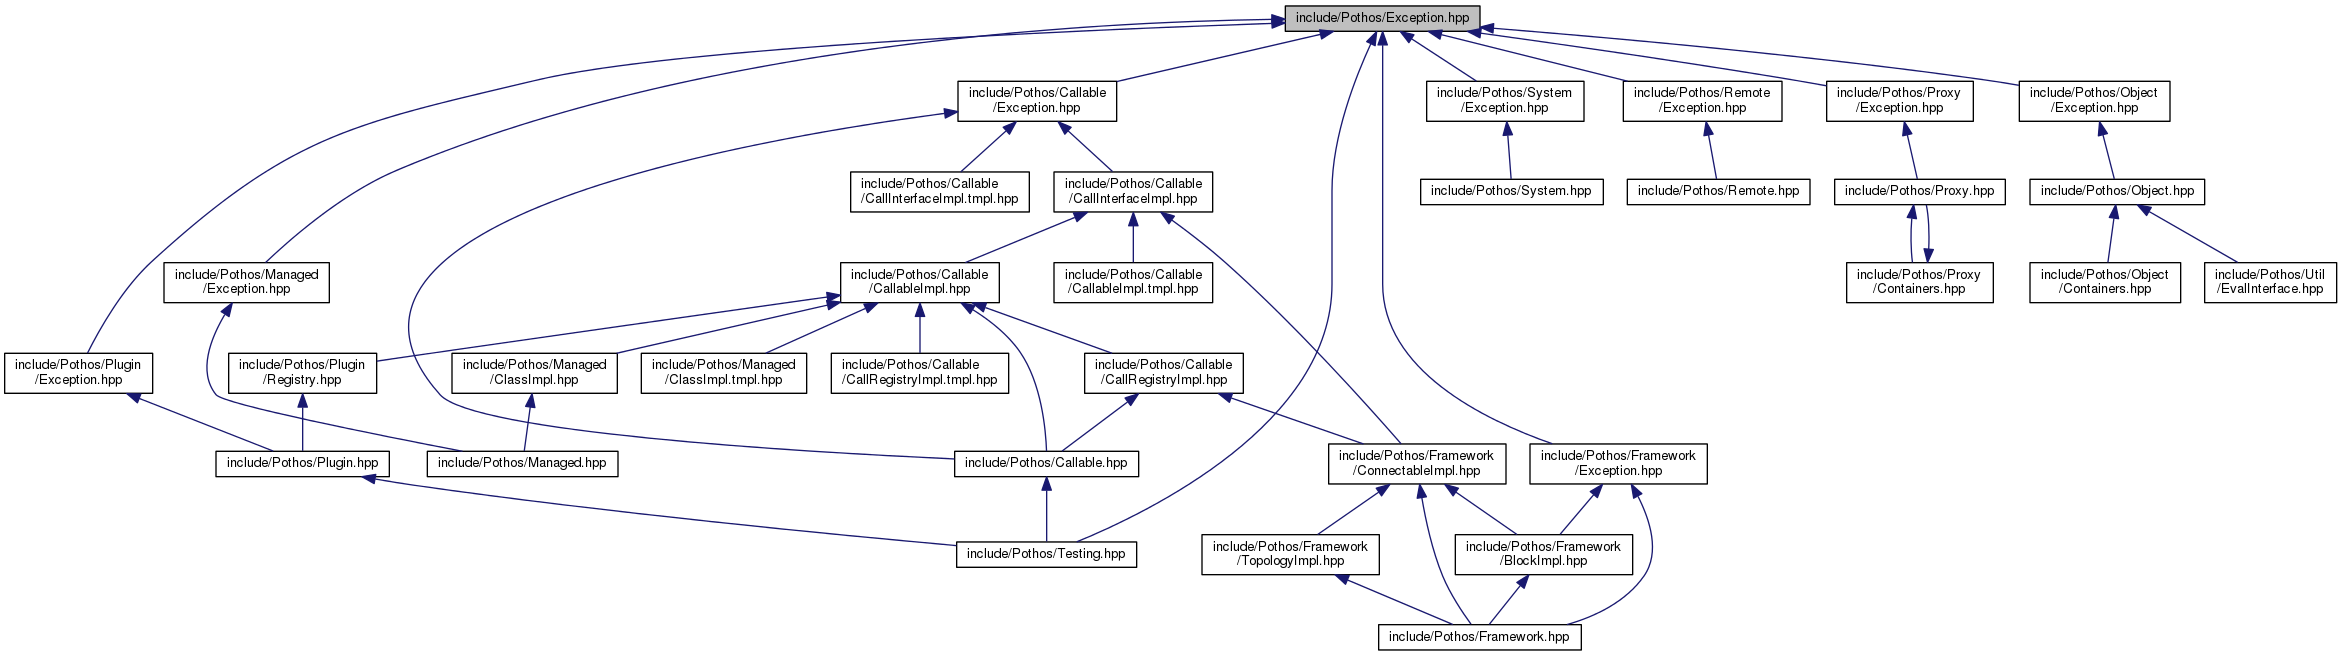 include/Pothos/Exception.hpp
include/Pothos/Callable
/Exception.hpp
include/Pothos/System
/Exception.hpp
include/Pothos/Remote
/Exception.hpp
include/Pothos/Proxy
/Exception.hpp
include/Pothos/Object
/Exception.hpp
include/Pothos/Callable
/CallInterfaceImpl.tmpl.hpp
include/Pothos/Callable
/CallInterfaceImpl.hpp
include/Pothos/System.hpp
include/Pothos/Remote.hpp
include/Pothos/Proxy.hpp
include/Pothos/Object.hpp
include/Pothos/Managed
/Exception.hpp
include/Pothos/Callable
/CallableImpl.hpp
include/Pothos/Callable
/CallableImpl.tmpl.hpp
include/Pothos/Proxy
/Containers.hpp
include/Pothos/Object
/Containers.hpp
include/Pothos/Util
/EvalInterface.hpp
include/Pothos/Plugin
/Exception.hpp
include/Pothos/Plugin
/Registry.hpp
include/Pothos/Managed
/ClassImpl.hpp
include/Pothos/Managed
/ClassImpl.tmpl.hpp
include/Pothos/Callable
/CallRegistryImpl.tmpl.hpp
include/Pothos/Callable
/CallRegistryImpl.hpp
include/Pothos/Plugin.hpp
include/Pothos/Managed.hpp
include/Pothos/Callable.hpp
include/Pothos/Framework
/ConnectableImpl.hpp
include/Pothos/Framework
/Exception.hpp
include/Pothos/Testing.hpp
include/Pothos/Framework
/TopologyImpl.hpp
include/Pothos/Framework
/BlockImpl.hpp
include/Pothos/Framework.hpp